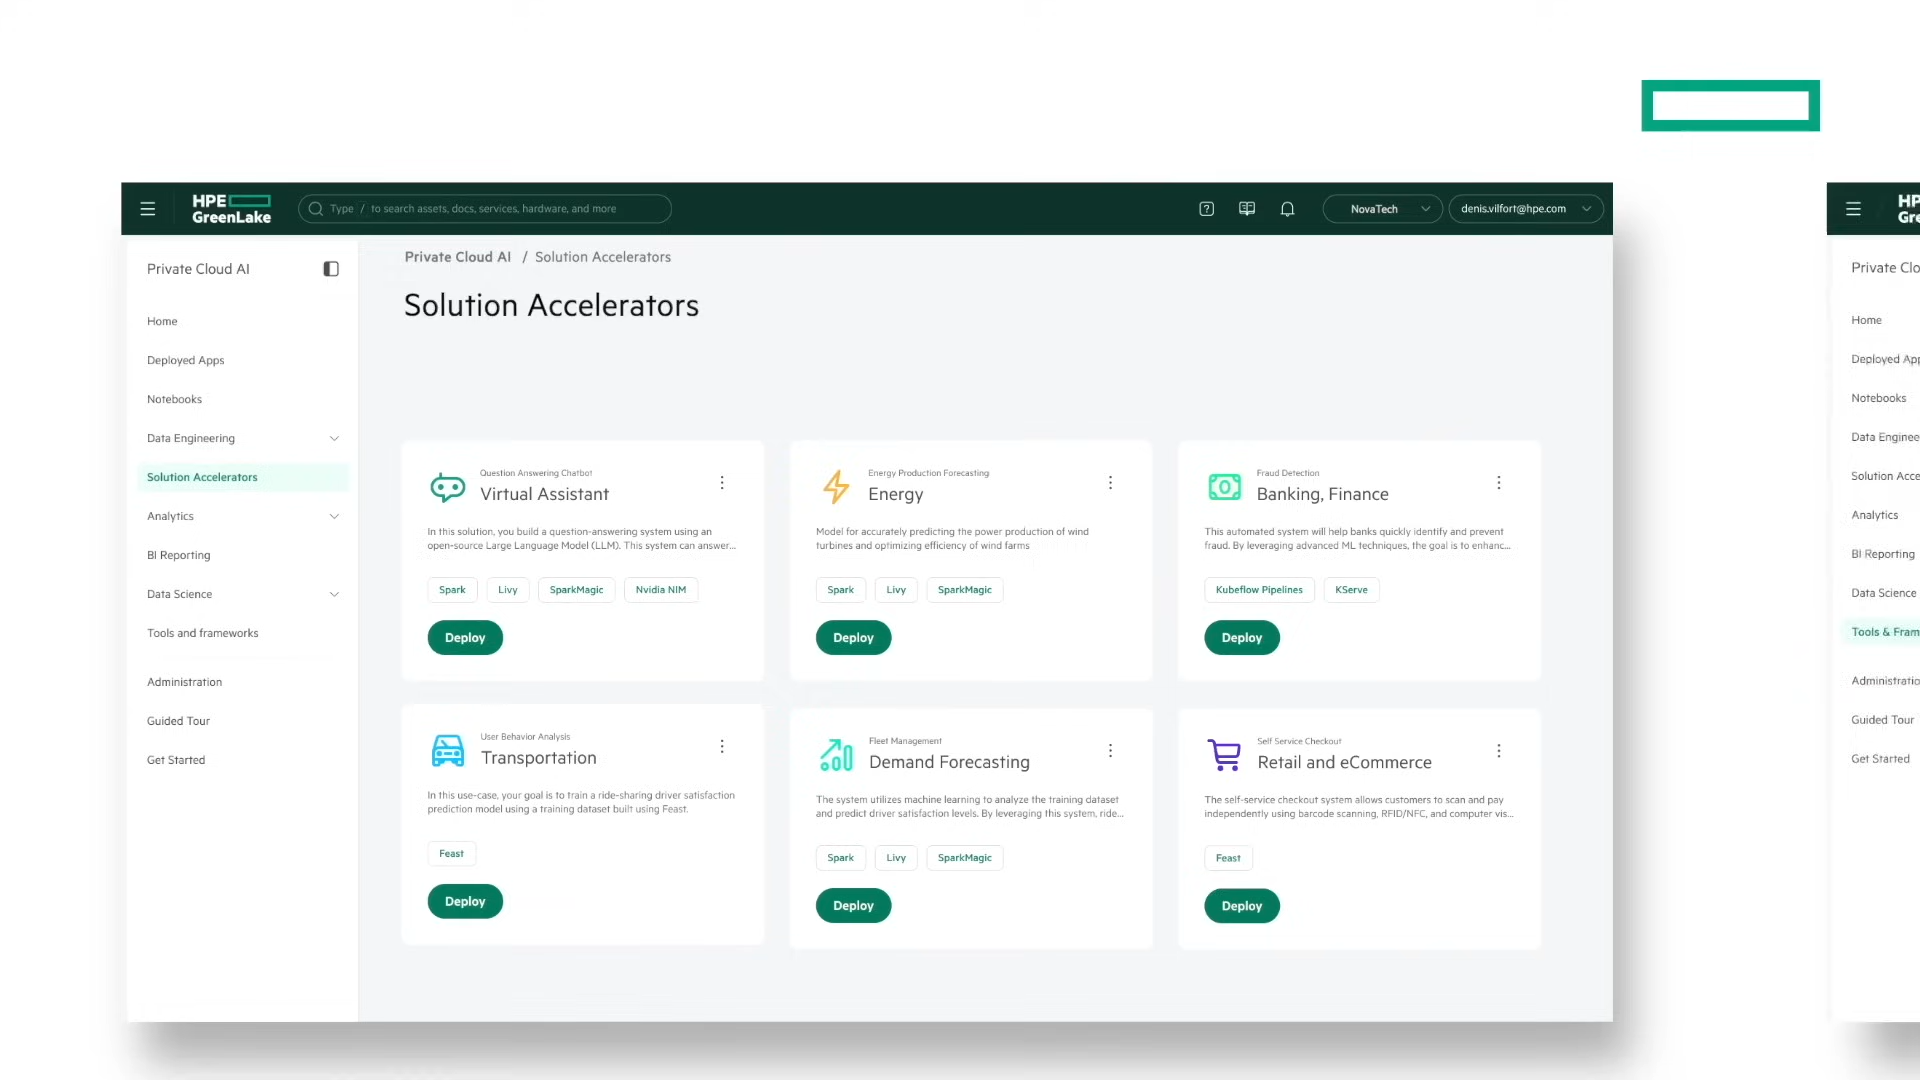 HPE
GreenLake
Type / to search assets, docs, services, hardware, and more
NovaTech
denis.vilfort@hpe.com
Private Cloud AI
Home
Deployed Apps
Notebooks
Data Engineering
Solution Accelerators
Analytics
BI Reporting
Data Science
Tools and frameworks
Administration
Guided Tour
Get Started
Private Cloud AI / Solution Accelerators
Solution Accelerators
Question Answering Chatbot
Virtual Assistant
In this solution, you build a question-answering system using an
open-source Large Language Model (LLM). This system can answer...
Spark Livy SparkMagic Nvidia NIM
Deploy
Energy Production Forecasting
Energy
Model for accurately predicting the power production of wind
turbines and optimizing efficiency of wind farms
Spark Livy SparkMagic
Deploy
Fraud Detection
Banking, Finance
This automated system will help banks quickly identify and prevent
fraud. By leveraging advanced ML techniques, the goal is to enhanc...
Kubeflow Pipelines KServe
Deploy
User Behavior Analysis
Transportation
In this use-case, your goal is to train a ride-sharing driver satisfaction
prediction model using a training dataset built using Feast.
Feast
Deploy
Fleet Management
Demand Forecasting
The system utilizes machine learning to analyze the training dataset
and predict driver satisfaction levels. By leveraging this system, ride...
Spark Livy SparkMagic
Deploy
Self Service Checkout
Retail and eCommerce
The self-service checkout system allows customers to scan and pay
independently using barcode scanning, RFID/NFC, and computer vis...
Feast
Deploy
HP
Gre
Private Clo
Home
Deployed App
Notebooks
Data Enginee
Solution Acce
Analytics
BI Reporting
Data Science
Tools & Fram
Administratio
Guided Tour
Get Started